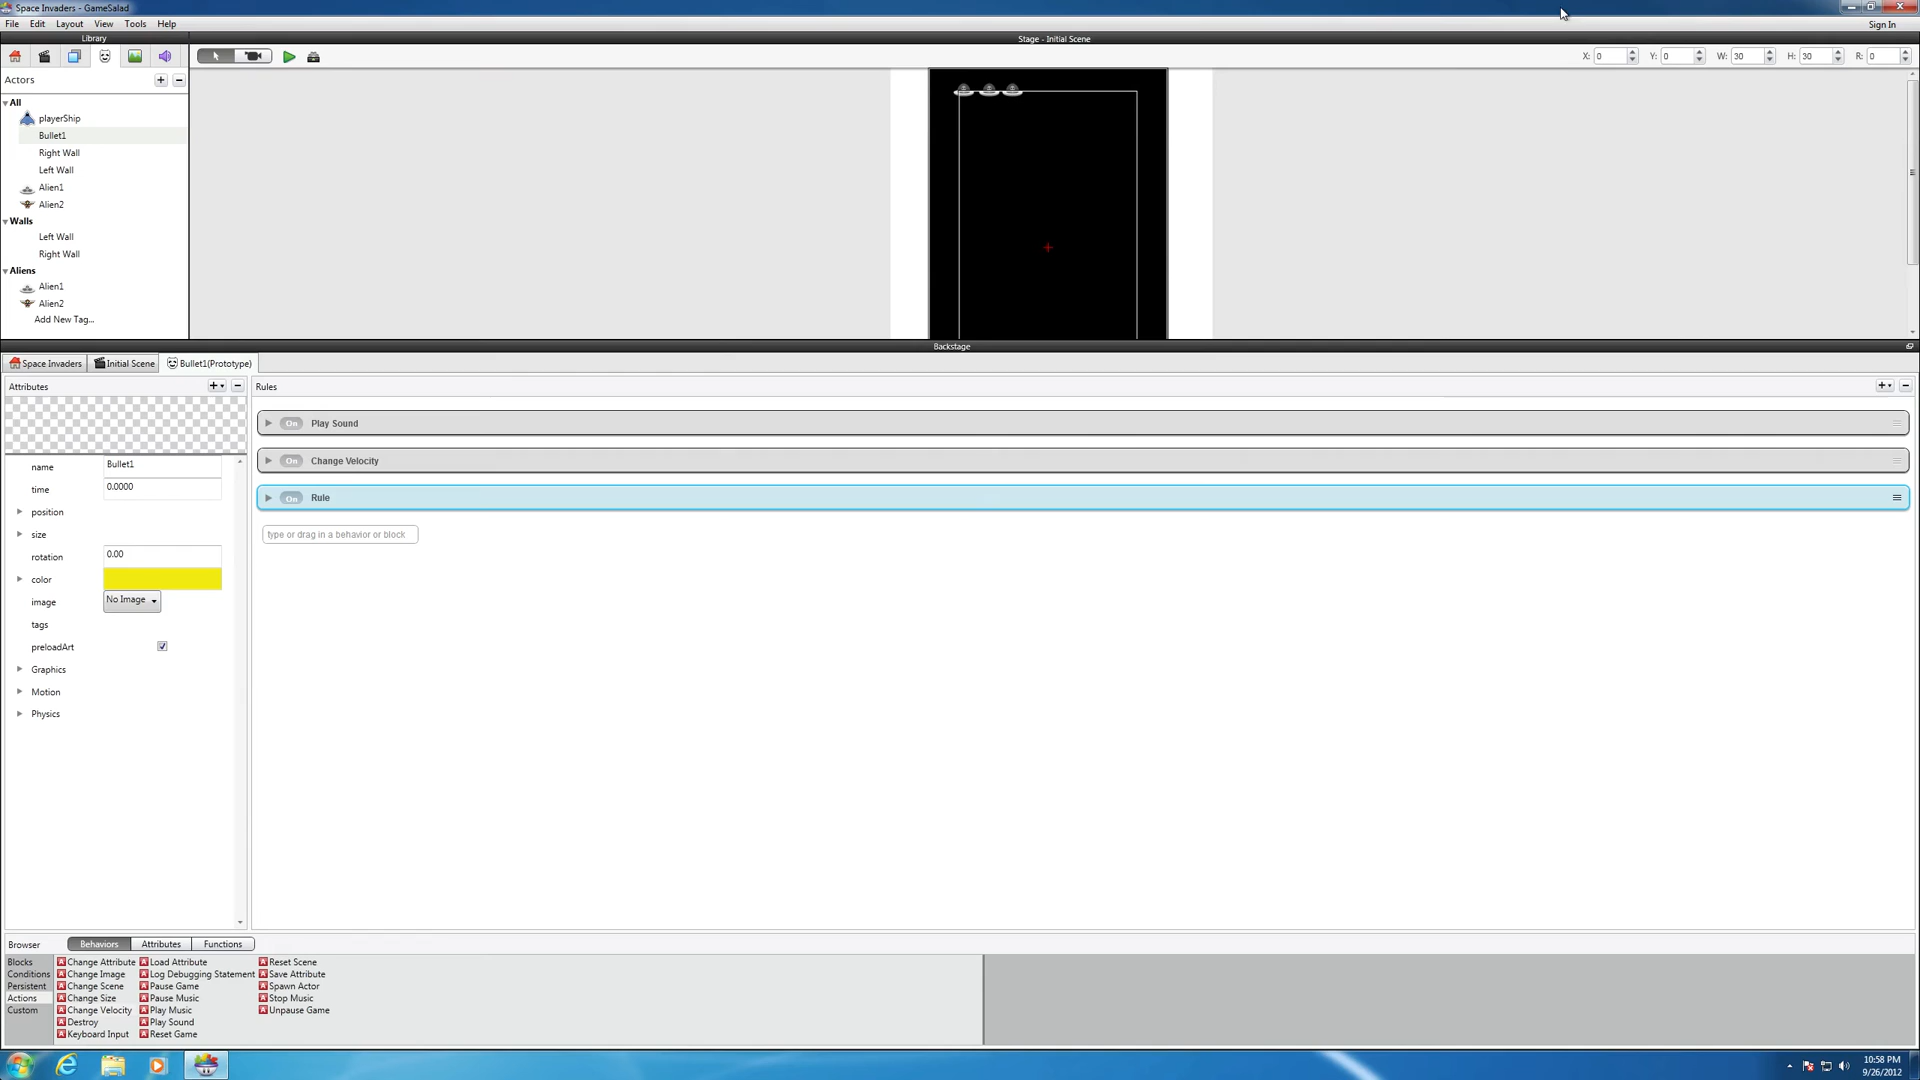 Space Invaders - GameSalad
File Edit Layout View Tools Help Sign In
Library Stage - Initial Scene
X: 0 Y: 0 W: 30 H: 30 R: 0
Actors
All
playerShip
Bullet1
Right Wall
Left Wall
Alien1
Alien2
Walls
Left Wall
Right Wall
Aliens
Alien1
Alien2
Add New Tag...
Backstage
Space Invaders Initial Scene Bullet1(Prototype)
Attributes Rules
On Play Sound
On Change Velocity
On Rule
type or drag in a behavior or block
name Bullet1
time 0.0000
position
size
rotation 0.00
color
image No Image
tags
preloadArt
Graphics
Motion
Physics
Browser Behaviors Attributes Functions
Blocks Change Attribute Load Attribute Reset Scene
Conditions Change Image Log Debugging Statement Save Attribute
Persistent Change Scene Pause Game Spawn Actor
Actions Change Size Pause Music Stop Music
Custom Change Velocity Play Music Unpause Game
Destroy Play Sound
Keyboard Input Reset Game
10:58 PM
9/26/2012